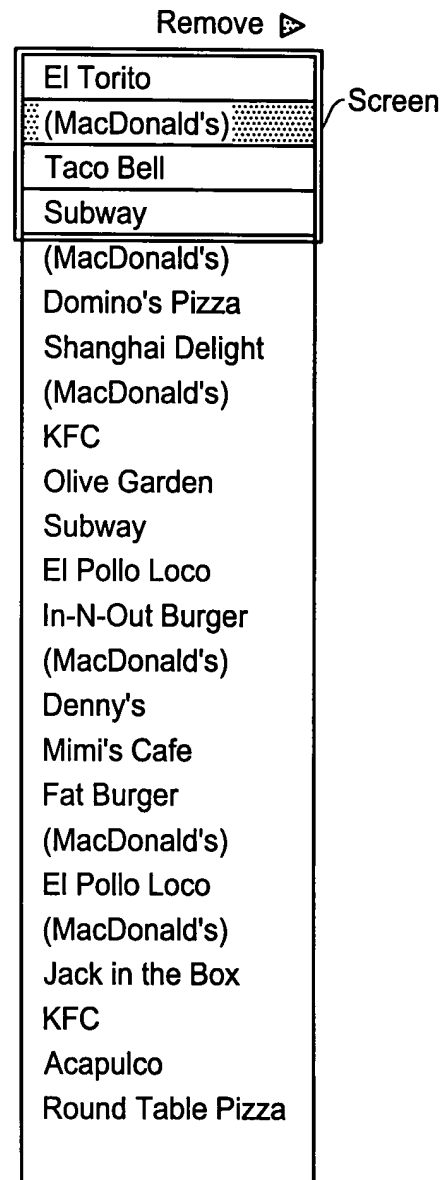 Remove
El Torito
(MacDonald's)
Screen
Taco Bell
Subway
(MacDonald's)
Domino's Pizza
Shanghai Delight
(MacDonald's)
KFC
Olive Garden
Subway
El Pollo Loco
In-N-Out Burger
(MacDonald's)
Denny's
Mimi's Cafe
Fat Burger
(MacDonald's)
El Pollo Loco
(MacDonald's)
Jack in the Box
KFC
Acapulco
Round Table Pizza